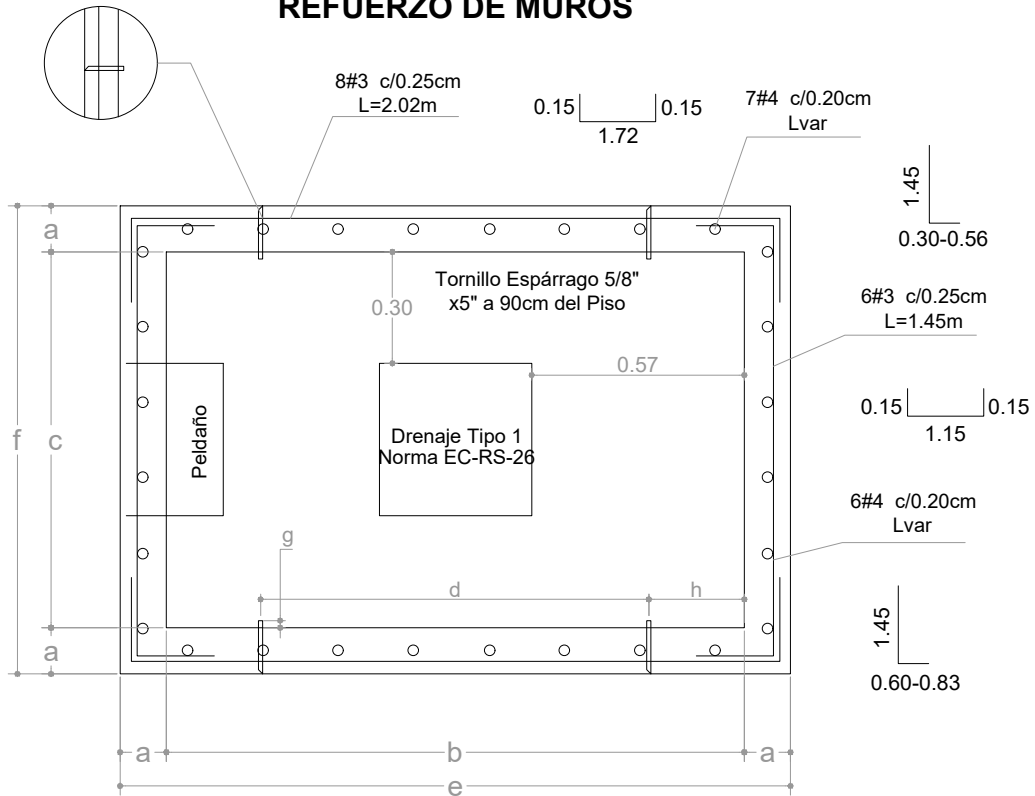 REFUERZO DE MUROS
8#3 c/0.25cm
L=2.02m
0.15
0.15
1.72
7#4 c/0.20cm
Lvar
1.45
0.30-0.56
a
Tornillo Espárrago 5/8"
x5" a 90cm del Piso
0.30
6#3 c/0.25cm
L=1.45m
0.57
0.15
0.15
1.15
f
c
Peldaño
Drenaje Tipo 1
Norma EC-RS-26
6#4 c/0.20cm
Lvar
g
d
h
1.45
0.60-0.83
a
a
b
a
e